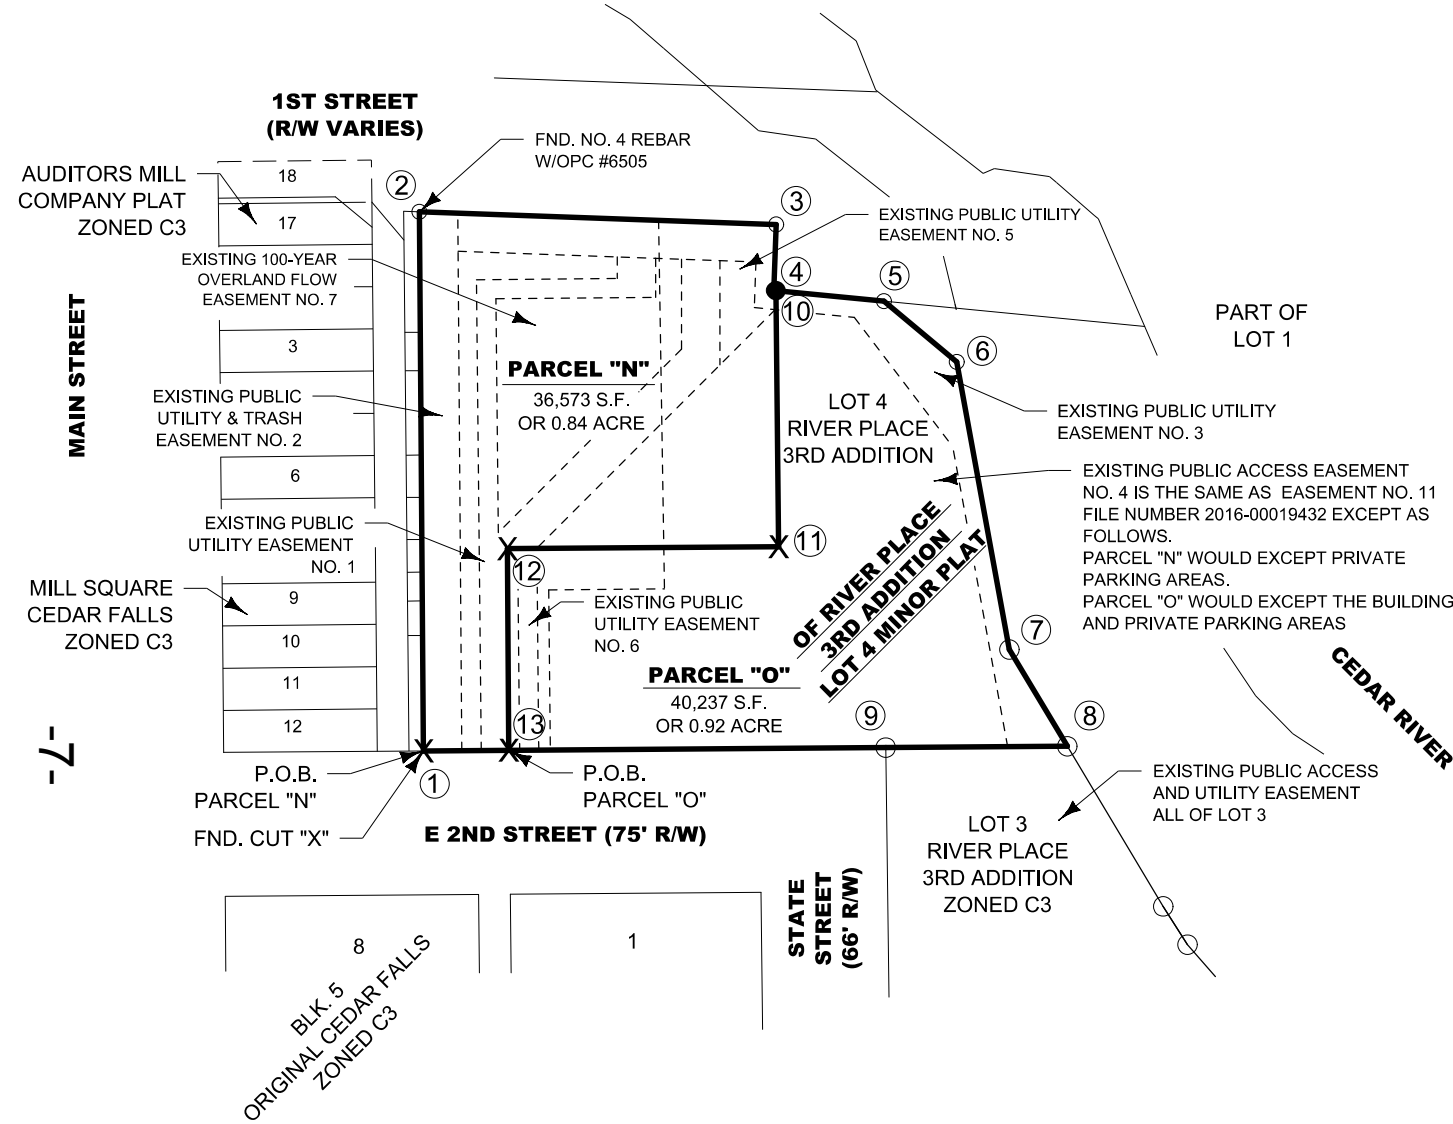 1ST STREET
(R/W VARIES)
FND. NO. 4 REBAR
W/OPC #6505
AUDITORS MILL
COMPANY PLAT
ZONED C3
18
17
2
3
EXISTING PUBLIC UTILITY
EASEMENT NO. 5
EXISTING 100-YEAR
OVERLAND FLOW
EASEMENT NO. 7
4
10
5
6
PART OF
LOT 1
MAIN STREET
3
PARCEL "N"
36,573 S.F.
OR 0.84 ACRE
LOT 4
RIVER PLACE
3RD ADDITION
EXISTING PUBLIC UTILITY
EASEMENT NO. 3
EXISTING PUBLIC
UTILITY & TRASH
EASEMENT NO. 2
6
EXISTING PUBLIC ACCESS EASEMENT
NO. 4 IS THE SAME AS EASEMENT NO. 11
FILE NUMBER 2016-00019432 EXCEPT AS
FOLLOWS.
PARCEL "N" WOULD EXCEPT PRIVATE
PARKING AREAS.
PARCEL "O" WOULD EXCEPT THE BUILDING
AND PRIVATE PARKING AREAS
EXISTING PUBLIC
UTILITY EASEMENT
NO. 1
11
12
MILL SQUARE
CEDAR FALLS
ZONED C3
9
10
11
12
EXISTING PUBLIC
UTILITY EASEMENT
NO. 6
OF RIVER PLACE
3RD ADDITION
LOT 4 MINOR PLAT
7
PARCEL "O"
40,237 S.F.
OR 0.92 ACRE
CEDAR RIVER
13
9
8
-7-
P.O.B.
PARCEL "N"
1
P.O.B.
PARCEL "O"
FND. CUT "X"
E 2ND STREET (75' R/W)
EXISTING PUBLIC ACCESS
AND UTILITY EASEMENT
ALL OF LOT 3
LOT 3
RIVER PLACE
3RD ADDITION
ZONED C3
STATE
STREET
(66' R/W)
8
1
BLK. 5
ORIGINAL CEDAR FALLS
ZONED C3